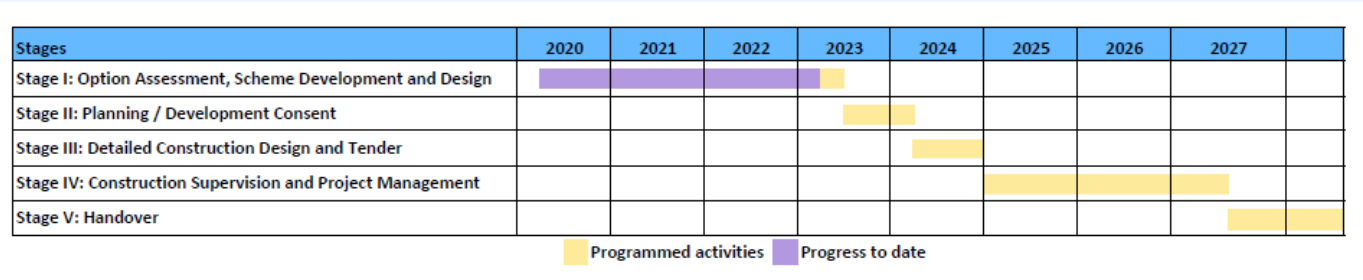 Stages 2020 2021 2022 2023 2024 2025 2026 2027
Stage I: Option Assessment, Scheme Development and Design
Stage II: Planning / Development Consent
Stage III: Detailed Construction Design and Tender
Stage IV: Construction Supervision and Project Management
Stage V: Handover
Programmed activities Progress to date